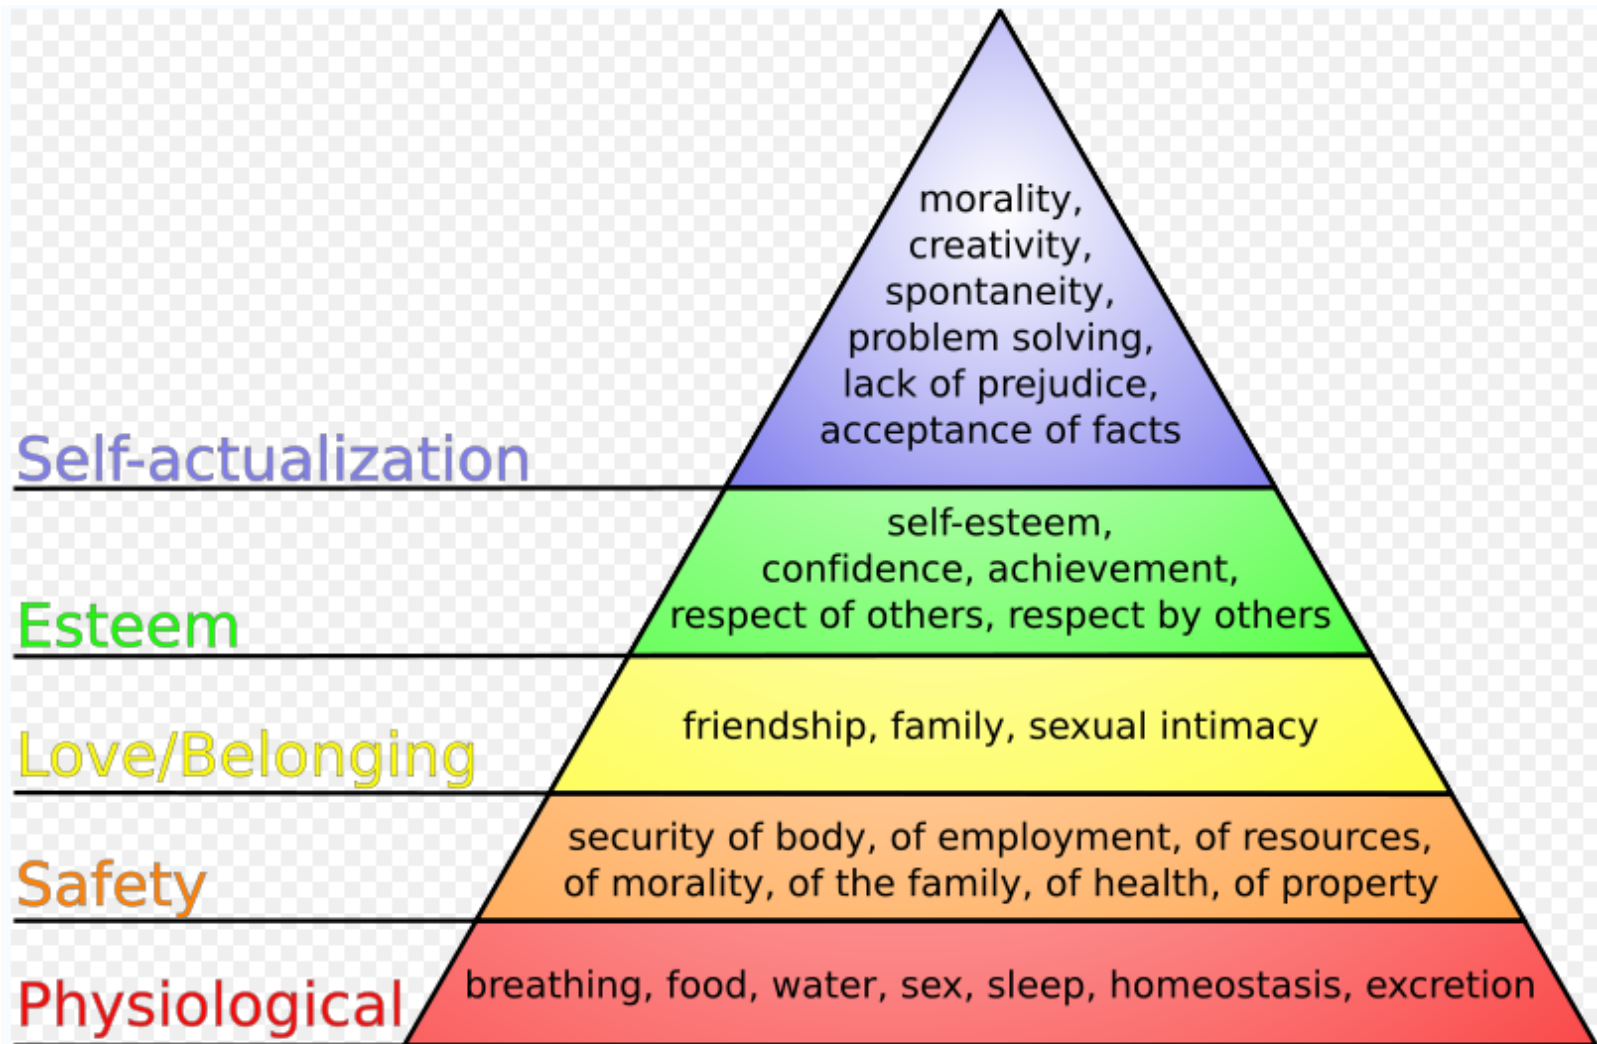 morality,
creativity,
spontaneity,
problem solving,
lack of prejudice,
acceptance of facts
Self-actualization
self-esteem,
confidence, achievement,
respect of others, respect by others
Esteem
friendship, family, sexual intimacy
Love/Belonging
security of body, of employment, of resources,
of morality, of the family, of health, of property
Safety
breathing, food, water, sex, sleep, homeostasis, excretion
Physiological